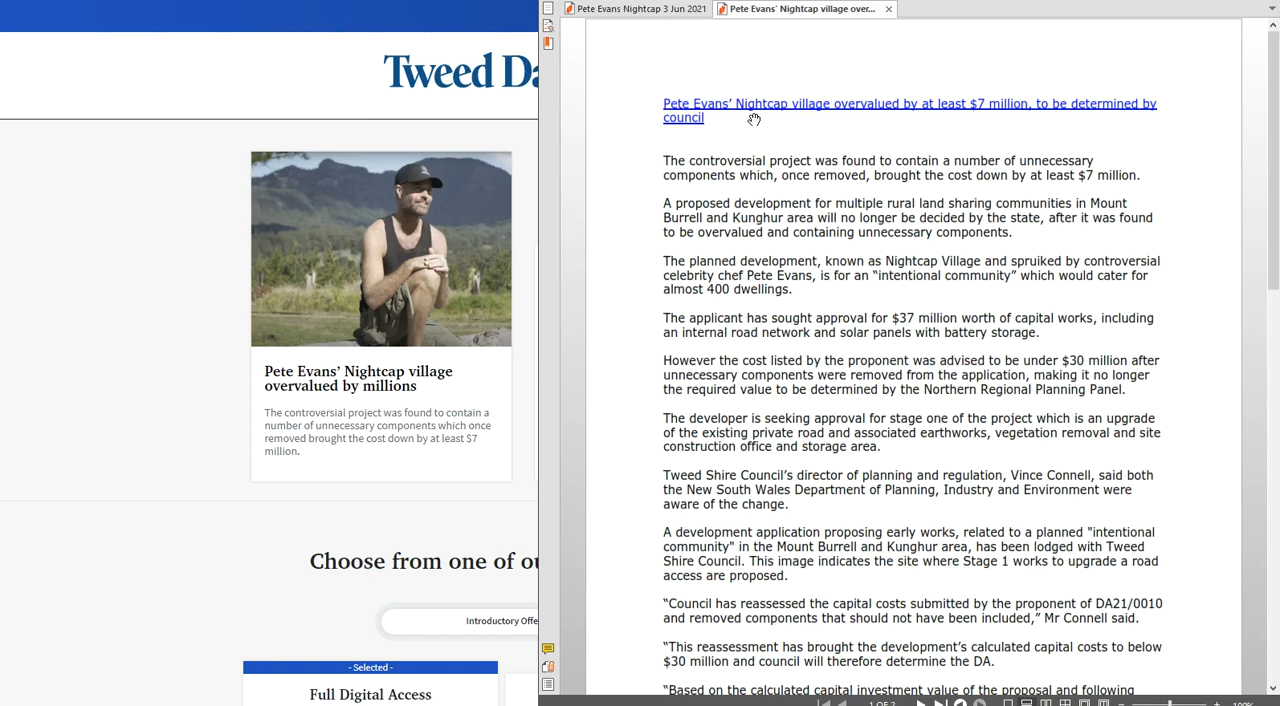 Tweed Da
Pete Evans’ Nightcap village
overvalued by millions
The controversial project was found to contain a
number of unnecessary components which once
removed brought the cost down by at least $7
million.
Choose from one of ou
Introductory Offe
- Selected -
Full Digital Access
Pete Evans Nightcap 3 Jun 2021
Pete Evans’ Nightcap village over...
Pete Evans’ Nightcap village overvalued by at least $7 million, to be determined by
council
The controversial project was found to contain a number of unnecessary
components which, once removed, brought the cost down by at least $7 million.
A proposed development for multiple rural land sharing communities in Mount
Burrell and Kunghur area will no longer be decided by the state, after it was found
to be overvalued and containing unnecessary components.
The planned development, known as Nightcap Village and spruiked by controversial
celebrity chef Pete Evans, is for an “intentional community” which would cater for
almost 400 dwellings.
The applicant has sought approval for $37 million worth of capital works, including
an internal road network and solar panels with battery storage.
However the cost listed by the proponent was advised to be under $30 million after
unnecessary components were removed from the application, making it no longer
the required value to be determined by the Northern Regional Planning Panel.
The developer is seeking approval for stage one of the project which is an upgrade
of the existing private road and associated earthworks, vegetation removal and site
construction office and storage area.
Tweed Shire Council’s director of planning and regulation, Vince Connell, said both
the New South Wales Department of Planning, Industry and Environment were
aware of the change.
A development application proposing early works, related to a planned "intentional
community" in the Mount Burrell and Kunghur area, has been lodged with Tweed
Shire Council. This image indicates the site where Stage 1 works to upgrade a road
access are proposed.
“Council has reassessed the capital costs submitted by the proponent of DA21/0010
and removed components that should not have been included,” Mr Connell said.
“This reassessment has brought the development’s calculated capital costs to below
$30 million and council will therefore determine the DA.
“Based on the calculated capital investment value of the proposal and following